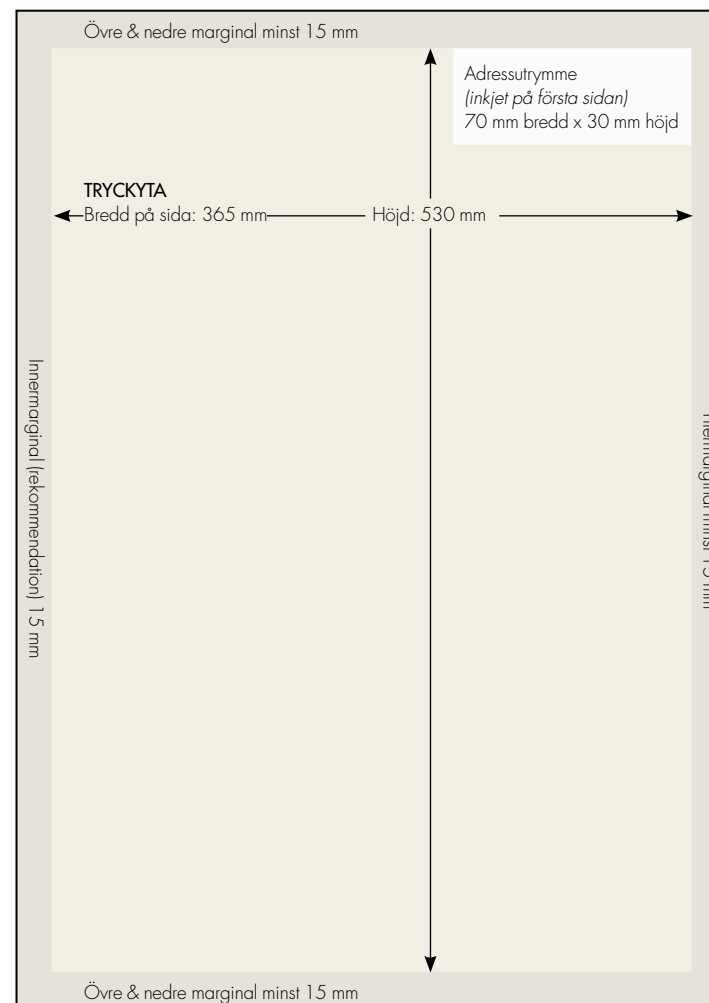 Övre & nedre marginal minst 15 mm
Adressutrymme
(inkjet på första sidan)
70 mm bredd x 30 mm höjd
TRYCKYTA
Bredd på sida: 365 mm
Höjd: 530 mm
Innermarginal (rekommendation) 15 mm
Övre & nedre marginal minst 15 mm